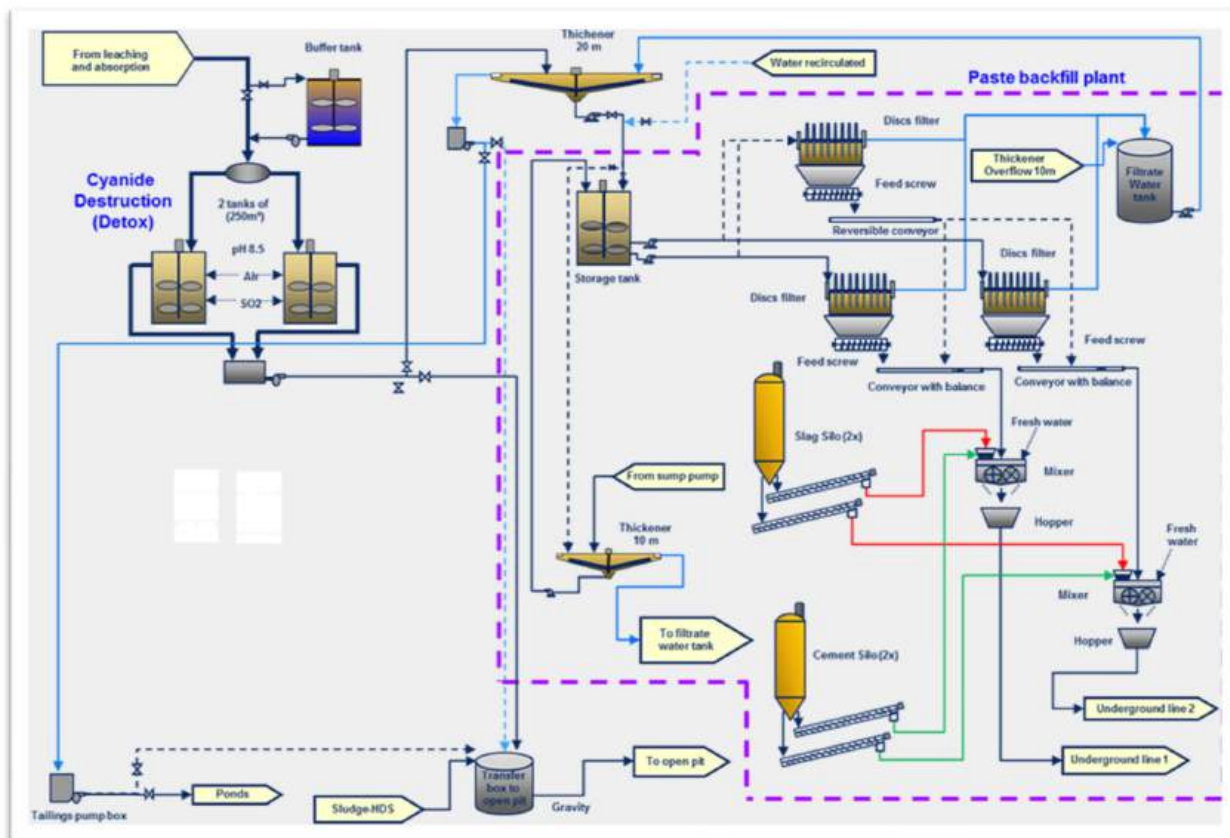 From leaching
and absorption
Buffer tank
Thichener
20 m
Water recirculated
Paste backfill plant
Discs filter
Thickener
Overflow 10m
Filtrate
Water
tank
Cyanide
Destruction
(Detox)
2 tanks of
(250m³)
pH 8.5
Air
SO2
Feed screw
Reversible conveyor
Storage tank
Discs filter
Discs filter
Feed screw
Feed screw
Conveyor with balance
Conveyor with balance
Slag Silo (2x)
Fresh water
Mixer
From sump pump
Hopper
Thickener
10 m
Fresh
water
Mixer
To filtrate
water tank
Cement Silo (2x)
Hopper
Underground line 2
Underground line 1
To open pit
Transfer
box to
open pit
Gravity
Ponds
Sludge-HDS
Tailings pump box